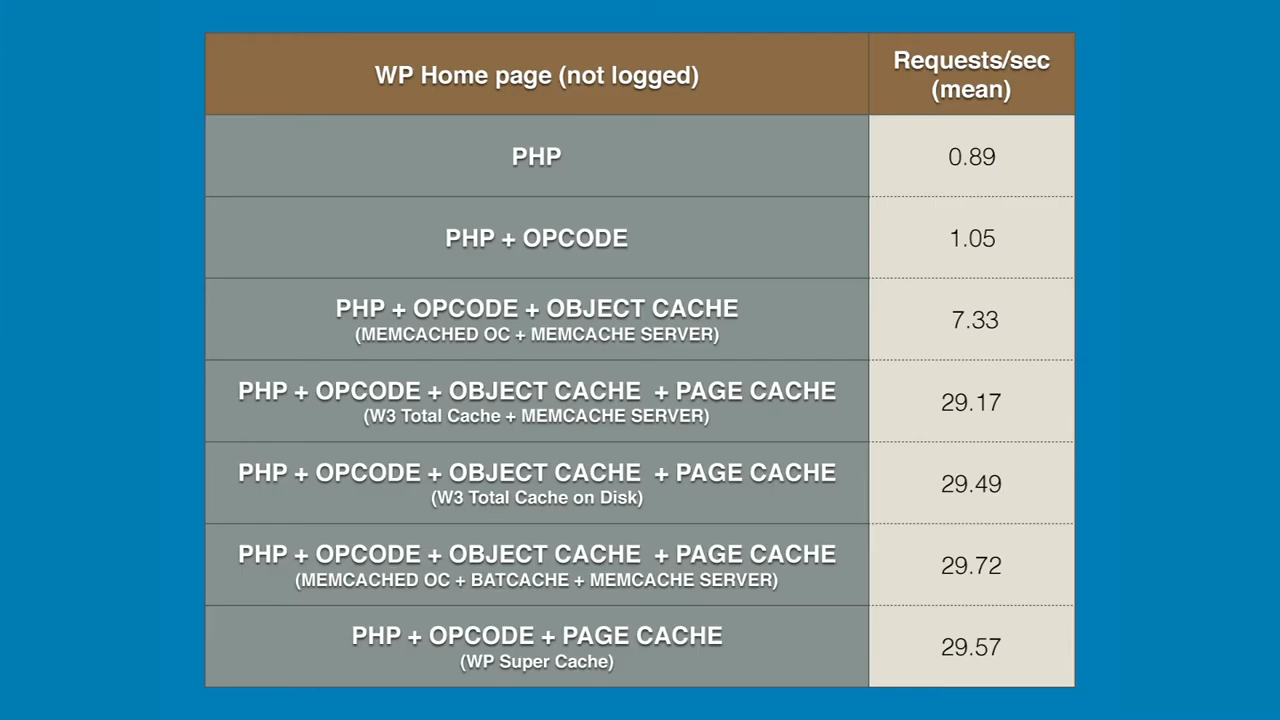 WP Home page (not logged)
Requests/sec
(mean)
PHP
0.89
PHP + OPCODE
1.05
PHP + OPCODE + OBJECT CACHE
(MEMCACHED OC + MEMCACHE SERVER)
7.33
PHP + OPCODE + OBJECT CACHE + PAGE CACHE
(W3 Total Cache + MEMCACHE SERVER)
29.17
PHP + OPCODE + OBJECT CACHE + PAGE CACHE
(W3 Total Cache on Disk)
29.49
PHP + OPCODE + OBJECT CACHE + PAGE CACHE
(MEMCACHED OC + BATCACHE + MEMCACHE SERVER)
29.72
PHP + OPCODE + PAGE CACHE
(WP Super Cache)
29.57